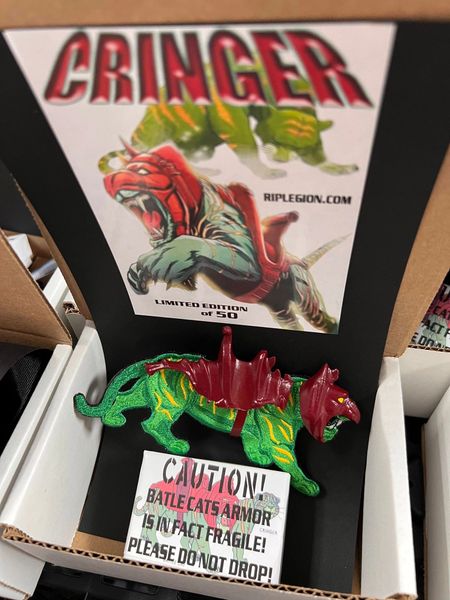 CRINGER
RIPLEGION.COM
LIMITED EDITION
of 50
CAUTION!
BATLE CATS ARMOR
IS IN FACT FRAGILE!
CRINGER
PLEASE DO NOT DROP!